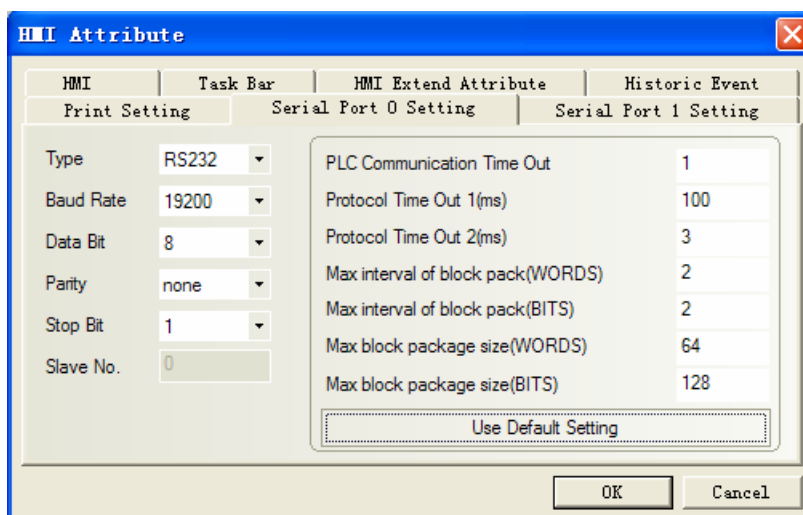 HMI Attribute
HMI Task Bar HMI Extend Attribute Historic Event
Print Setting Serial Port 0 Setting Serial Port 1 Setting
Type RS232
Baud Rate 19200
Data Bit 8
Parity none
Stop Bit 1
Slave No. 0
PLC Communication Time Out 1
Protocol Time Out 1(ms) 100
Protocol Time Out 2(ms) 3
Max interval of block pack(WORDS) 2
Max interval of block pack(BITS) 2
Max block package size(WORDS) 64
Max block package size(BITS) 128
Use Default Setting
OK Cancel